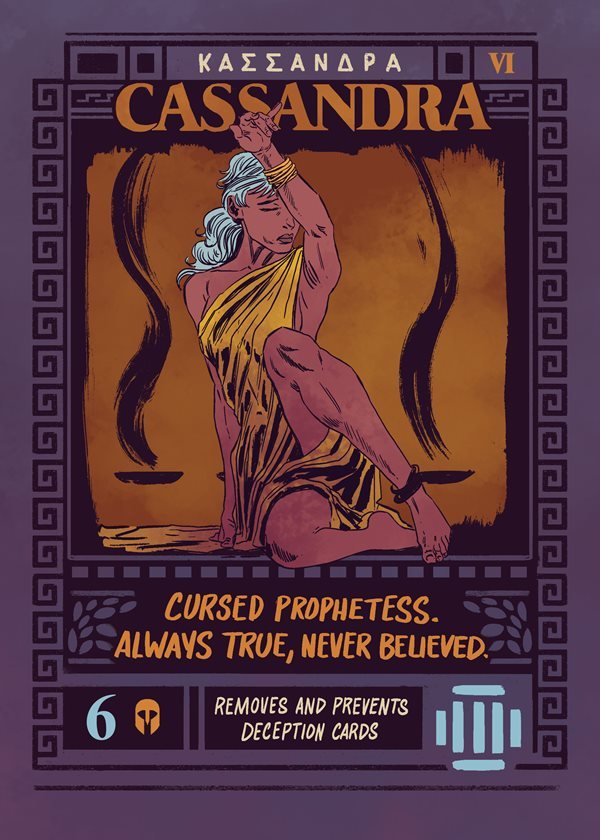 ΚΑΣΣΑΝΔΡΑ
VI
CASSANDRA
CURSED PROPHETESS.
ALWAYS TRUE, NEVER BELIEVED.
6
REMOVES AND PREVENTS
DECEPTION CARDS